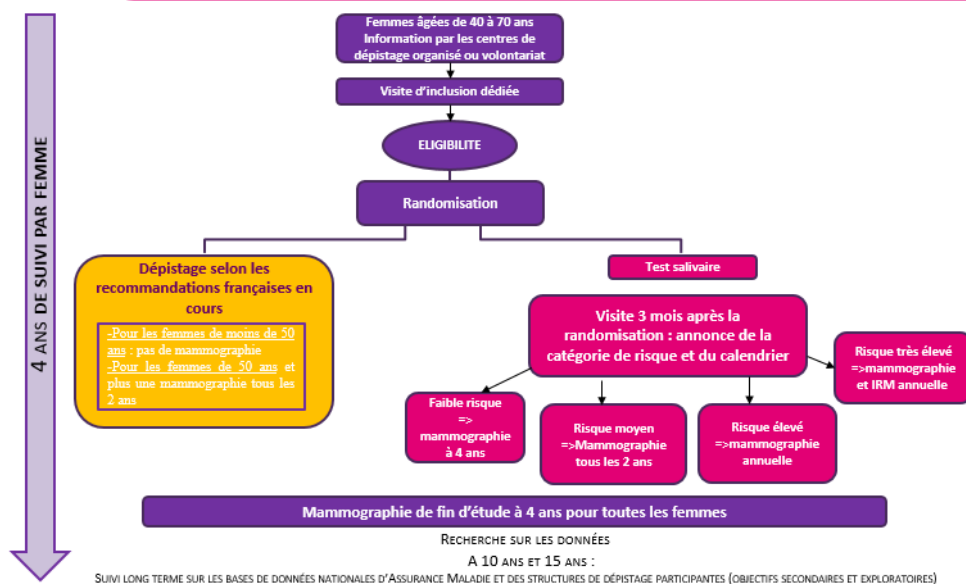 4 ANS DE SUIVI PAR FEMME
Femmes âgées de 40 à 70 ans
Information par les centres de
dépistage organisé ou volontariat
Visite d'inclusion dédiée
ELIGIBILITE
Randomisation
Dépistage selon les
recommandations françaises en
cours
-Pour les femmes de moins de 50
ans : pas de mammographie
-Pour les femmes de 50 ans et
plus une mammographie tous les
2 ans
Test salivaire
Visite 3 mois après la
randomisation : annonce de la
catégorie de risque et du calendrier
Faible risque
=>
mammographie
à 4 ans
Risque moyen
=>Mammographie
tous les 2 ans
Risque élevé
=>mammographie
annuelle
Risque très élevé
=>mammographie
et IRM annuelle
Mammographie de fin d'étude à 4 ans pour toutes les femmes
RECHERCHE SUR LES DONNÉES
A 10 ANS ET 15 ANS :
SUIVI LONG TERME SUR LES BASES DE DONNÉES NATIONALES D'ASSURANCE MALADIE ET DES STRUCTURES DE DÉPISTAGE PARTICIPANTES (OBJECTIFS SECONDAIRES ET EXPLORATOIRES)